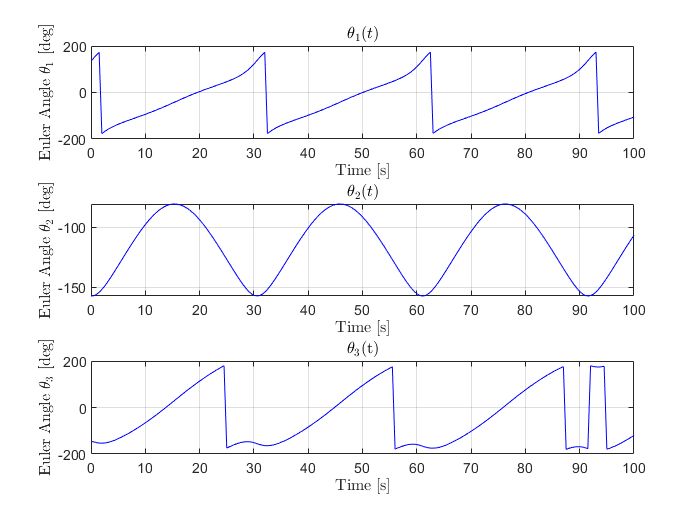 θ₁(t)
Euler Angle θ₁ [deg]
200
0
-200
0 10 20 30 40 50 60 70 80 90 100
Time [s]
θ₂(t)
Euler Angle θ₂ [deg]
-100
-150
0 10 20 30 40 50 60 70 80 90 100
Time [s]
θ₃(t)
Euler Angle θ₃ [deg]
200
0
-200
0 10 20 30 40 50 60 70 80 90 100
Time [s]